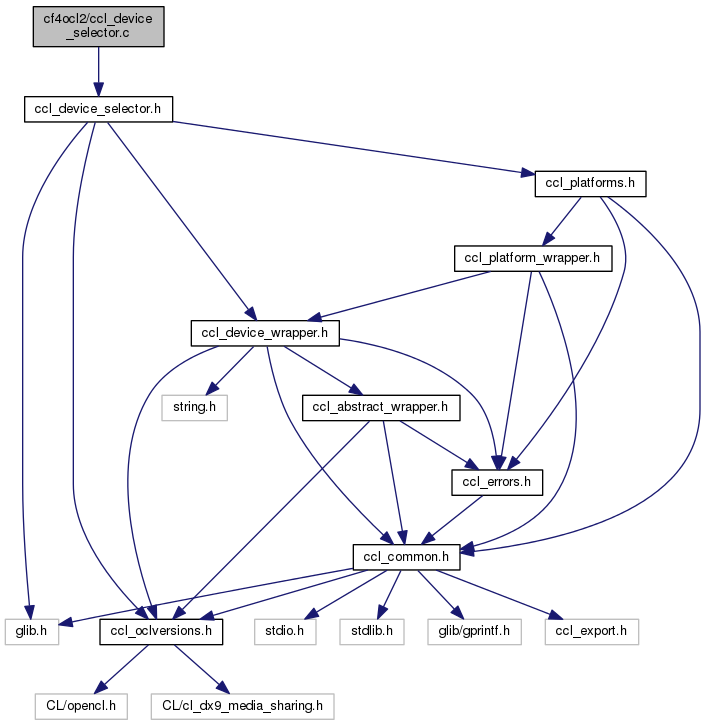 cf4ocl2/ccl_device
_selector.c
ccl_device_selector.h
ccl_platforms.h
ccl_platform_wrapper.h
ccl_device_wrapper.h
string.h
ccl_abstract_wrapper.h
ccl_errors.h
ccl_common.h
glib.h
ccl_oclversions.h
stdio.h
stdlib.h
glib/gprintf.h
ccl_export.h
CL/opencl.h
CL/cl_dx9_media_sharing.h